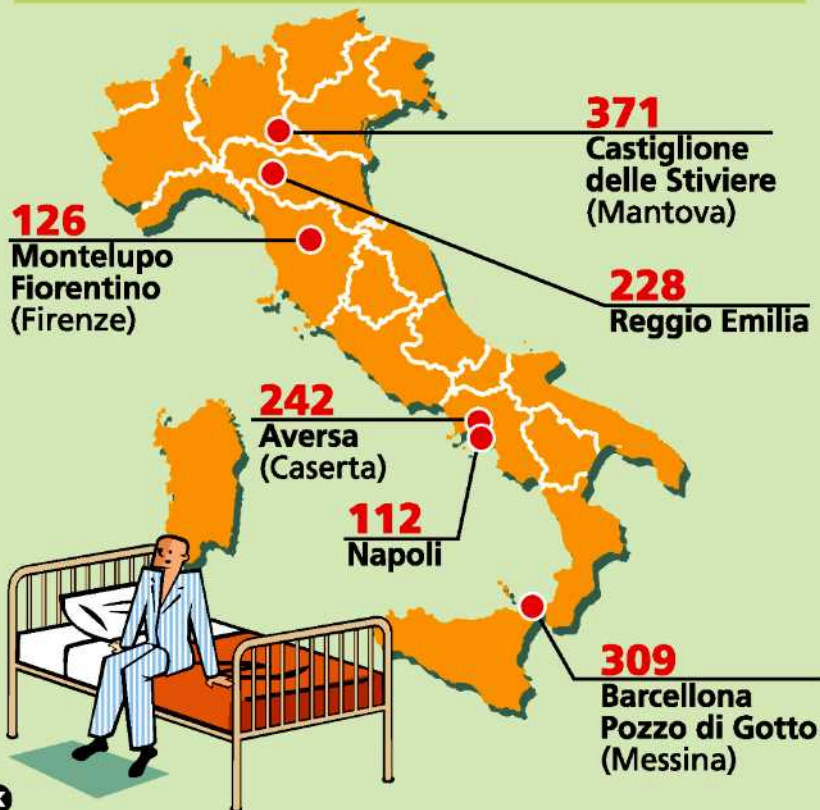 371
Castiglione
delle Stiviere
(Mantova)
126
Montelupo
Fiorentino
(Firenze)
228
Reggio Emilia
242
Aversa
(Caserta)
112
Napoli
309
Barcellona
Pozzo di Gotto
(Messina)